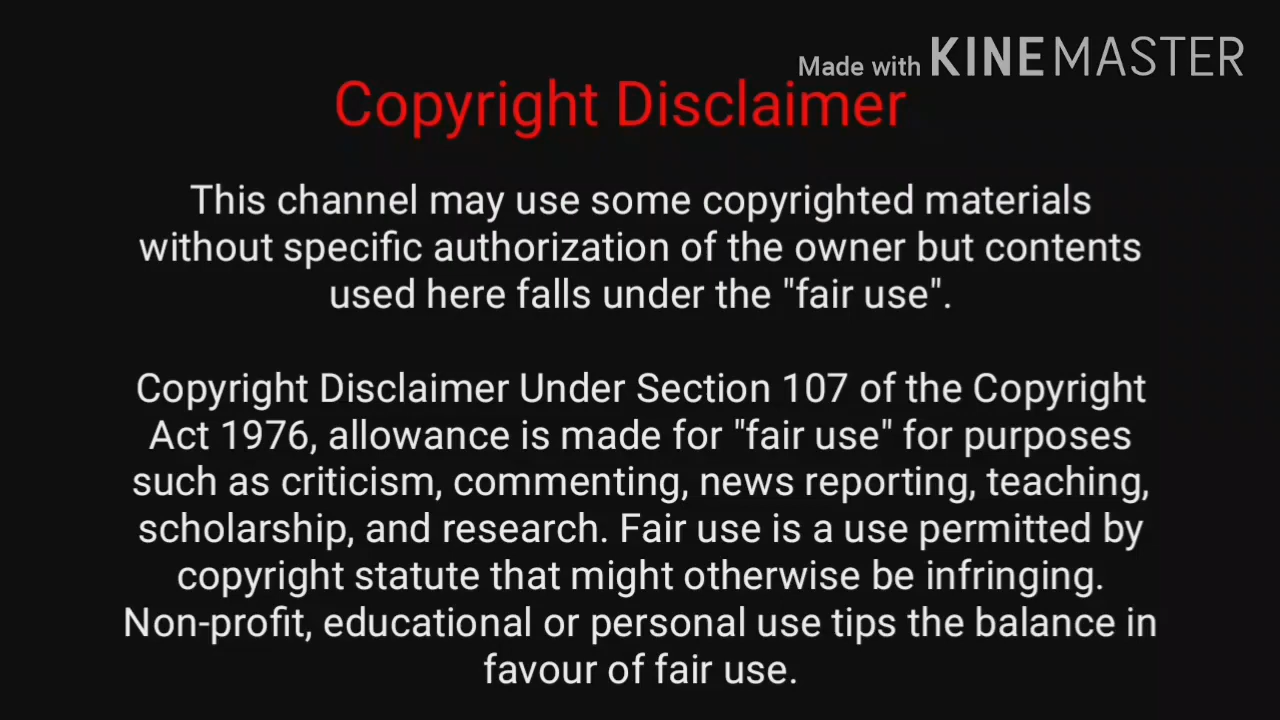 Made with KINEMASTER
Copyright Disclaimer
This channel may use some copyrighted materials
without specific authorization of the owner but contents
used here falls under the "fair use".
Copyright Disclaimer Under Section 107 of the Copyright
Act 1976, allowance is made for "fair use" for purposes
such as criticism, commenting, news reporting, teaching,
scholarship, and research. Fair use is a use permitted by
copyright statute that might otherwise be infringing.
Non-profit, educational or personal use tips the balance in
favour of fair use.